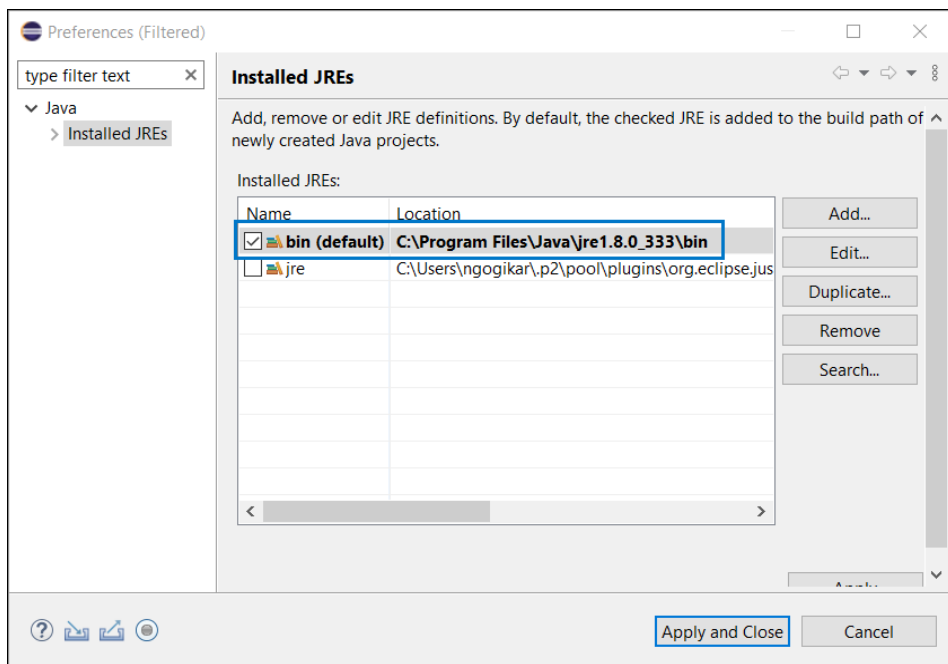 Preferences (Filtered)
type filter text
Java
Installed JREs
Installed JREs
Add, remove or edit JRE definitions. By default, the checked JRE is added to the build path of
newly created Java projects.
Installed JREs:
Name Location
bin (default) C:\Program Files\Java\jre1.8.0_333\bin
jre C:\Users\ngogikar\.p2\pool\plugins\org.eclipse.jus
Add...
Edit...
Duplicate...
Remove
Search...
Apply
Apply and Close Cancel